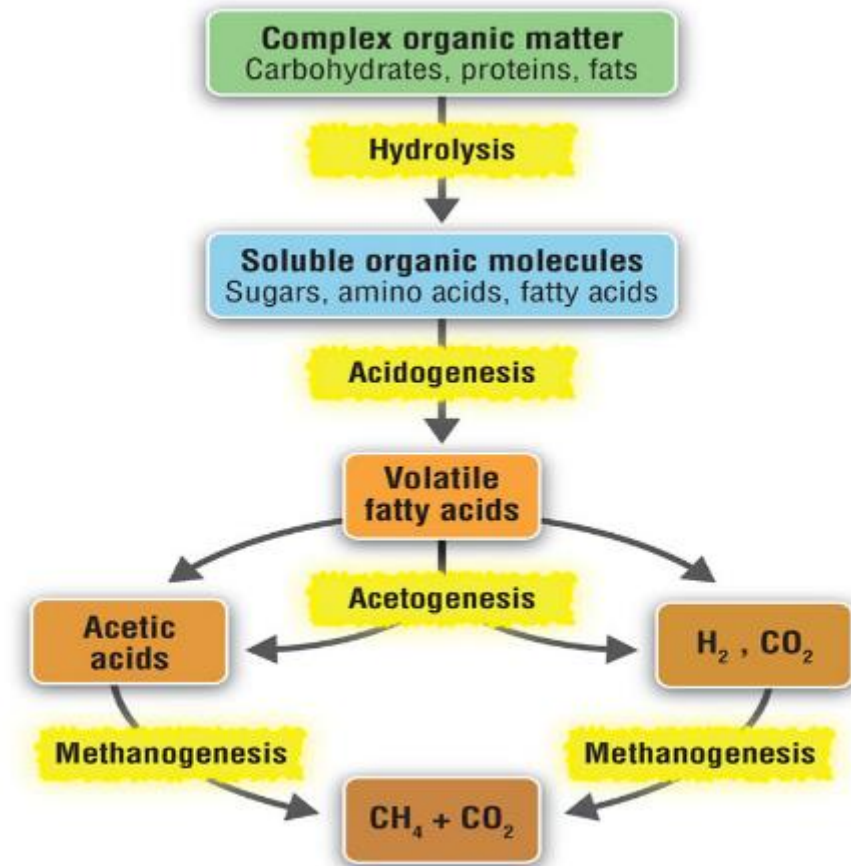 Complex organic matter
Carbohydrates, proteins, fats
Hydrolysis
Soluble organic molecules
Sugars, amino acids, fatty acids
Acidogenesis
Volatile
fatty acids
Acetogenesis
Acetic
acids
H₂ , CO₂
Methanogenesis
Methanogenesis
CH₄ + CO₂